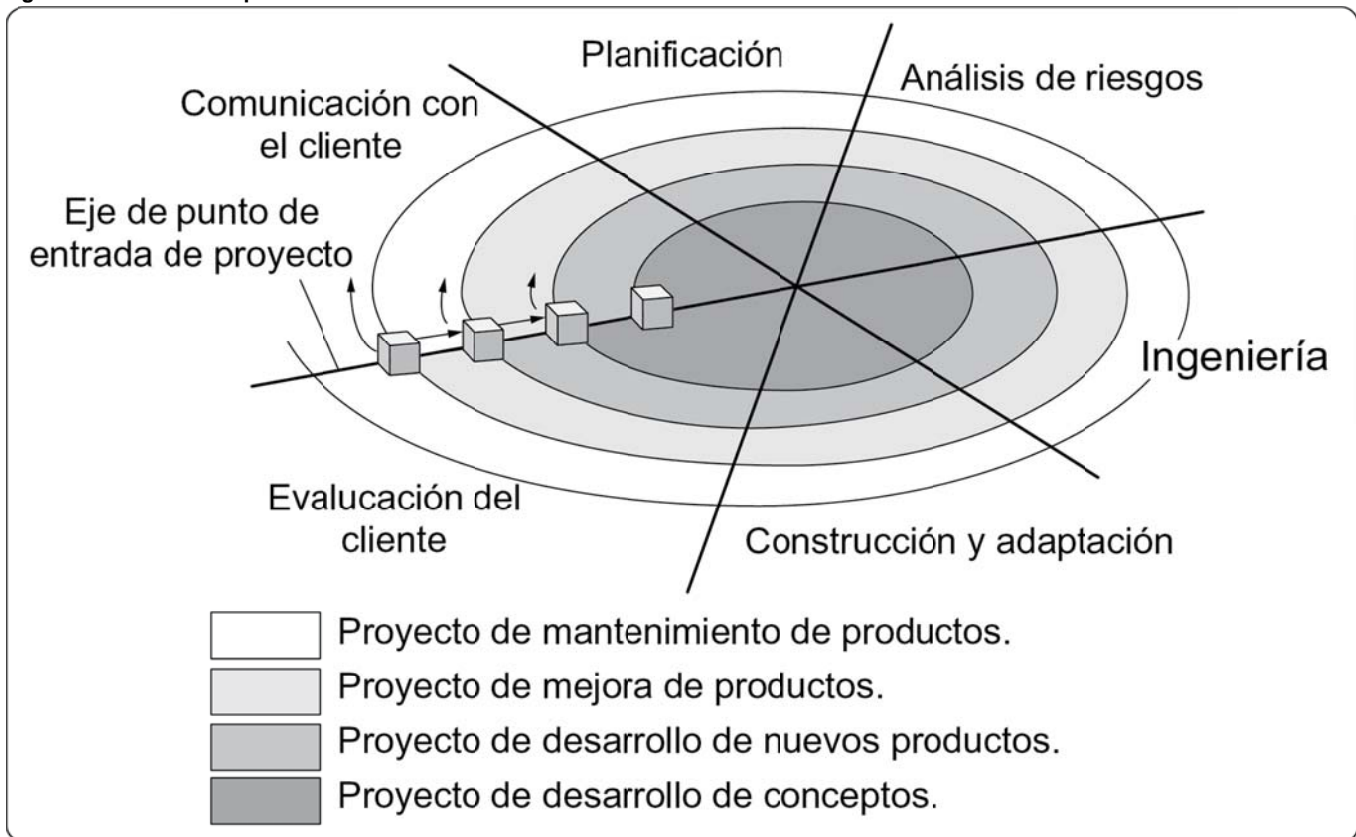 Planificación
Análisis de riesgos
Comunicación con
el cliente
Eje de punto de
entrada de proyecto
Ingeniería
Evalucación del
cliente
Construcción y adaptación
Proyecto de mantenimiento de productos.
Proyecto de mejora de productos.
Proyecto de desarrollo de nuevos productos.
Proyecto de desarrollo de conceptos.